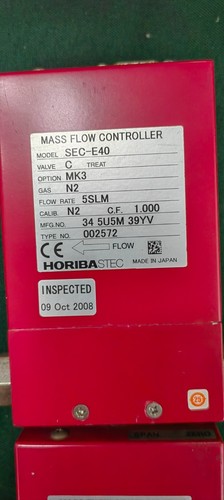 MASS FLOW CONTROLLER
MODEL SEC-E40
VALVE C TREAT
OPTION MK3
GAS N2
FLOW RATE 5SLM
CALIB. N2 C.F. 1.000
MFG.NO. 34 5U5M 39YV
TYPE NO. 002572
CE FLOW
HORIBASTEC MADE IN JAPAN
INSPECTED
09 Oct 2008